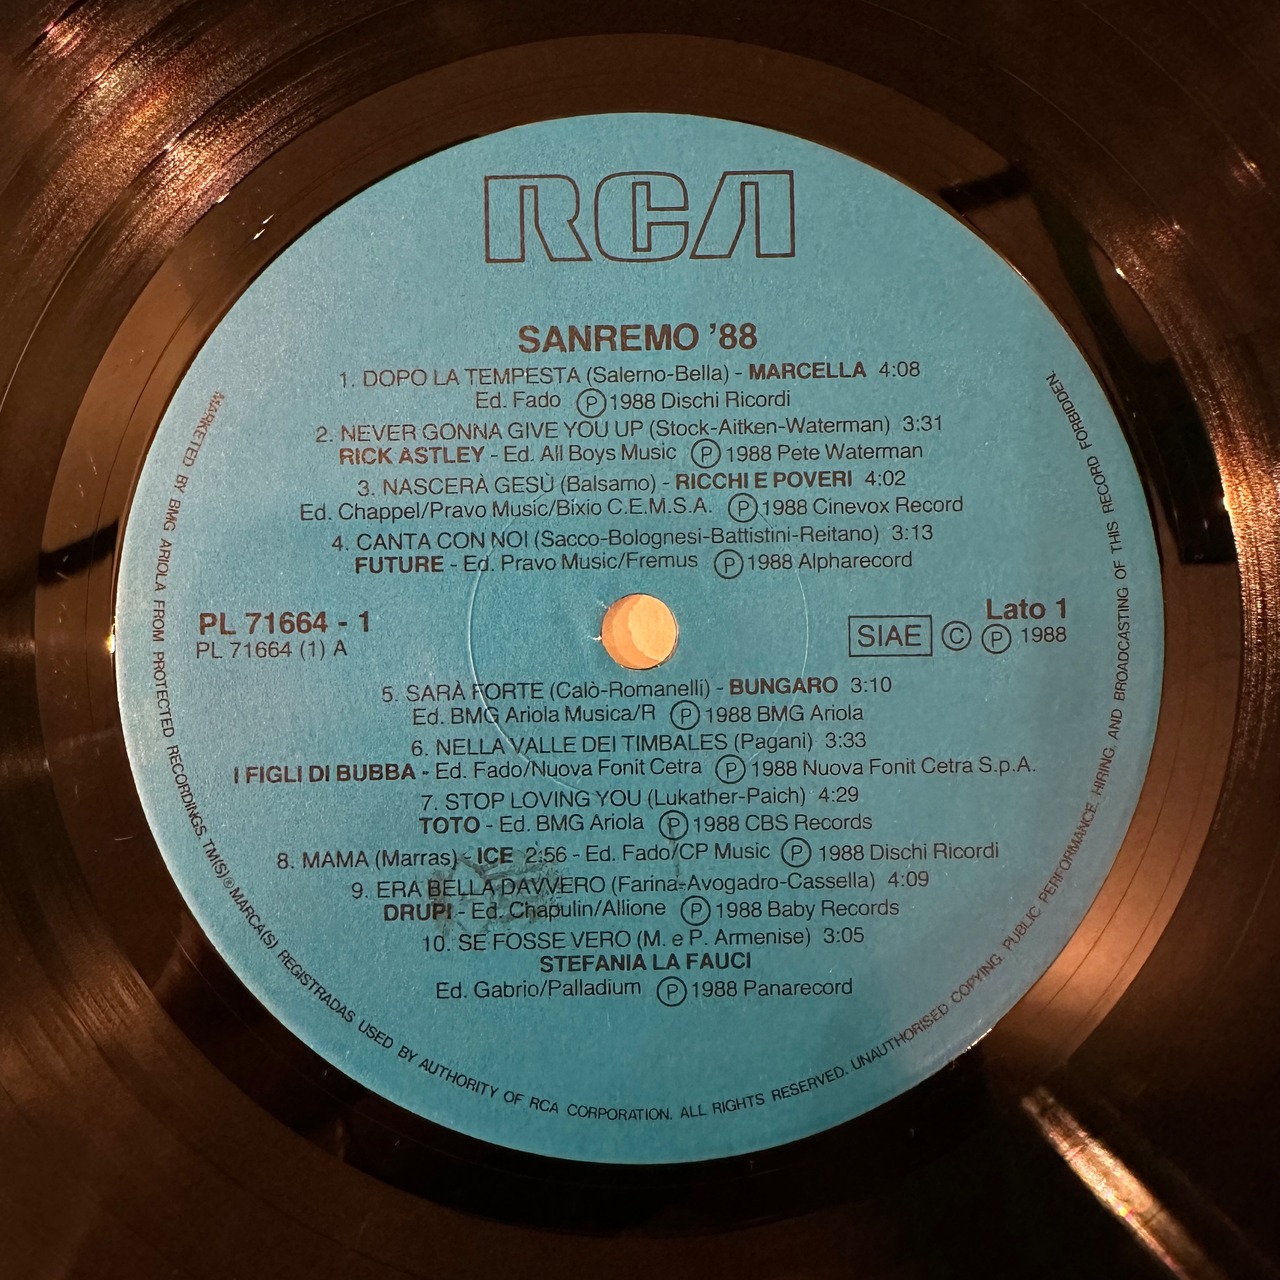 RCA
SANREMO '88
1. DOPO LA TEMPESTA (Salerno-Bella) - MARCELLA 4:08
Ed. Fado Ⓟ 1988 Dischi Ricordi
2. NEVER GONNA GIVE YOU UP (Stock-Aitken-Waterman) 3:31
RICK ASTLEY - Ed. All Boys Music Ⓟ 1988 Pete Waterman
3. NASCERÀ GESÙ (Balsamo) - RICCHI E POVERI 4:02
Ed. Chappel/Pravo Music/Bixio C.E.M.S.A. Ⓟ 1988 Cinevox Record
4. CANTA CON NOI (Sacco-Bolognesi-Battistini-Reitano) 3:13
FUTURE - Ed. Pravo Music/Fremus Ⓟ 1988 Alpharecord
PL 71664 - 1
PL 71664 (1) A
Lato 1
SIAE © Ⓟ 1988
5. SARÀ FORTE (Calò-Romanelli) - BUNGARO 3:10
Ed. BMG Ariola Musica/R Ⓟ 1988 BMG Ariola
6. NELLA VALLE DEI TIMBALES (Pagani) 3:33
I FIGLI DI BUBBA - Ed. Fado/Nuova Fonit Cetra Ⓟ 1988 Nuova Fonit Cetra S.p.A.
7. STOP LOVING YOU (Lukather-Paich) 4:29
TOTO - Ed. BMG Ariola Ⓟ 1988 CBS Records
8. MAMA (Marras) - ICE 2:56 - Ed. Fado/CP Music Ⓟ 1988 Dischi Ricordi
9. ERA BELLA DAVVERO (Farina-Avogadro-Cassella) 4:09
DRUPI - Ed. Chapulin/Allione Ⓟ 1988 Baby Records
10. SE FOSSE VERO (M. e P. Armenise) 3:05
STEFANIA LA FAUCI
Ed. Gabrio/Palladium Ⓟ 1988 Panarecord
MARKETED BY BMG ARIOLA FROM PROTECTED RECORDINGS. TM(S) ® MARCA(S) REGISTRADAS USED BY AUTHORITY OF RCA CORPORATION. ALL RIGHTS RESERVED. UNAUTHORISED COPYING, PUBLIC PERFORMANCE, HIRING, AND BROADCASTING OF THIS RECORD FORBIDDEN.